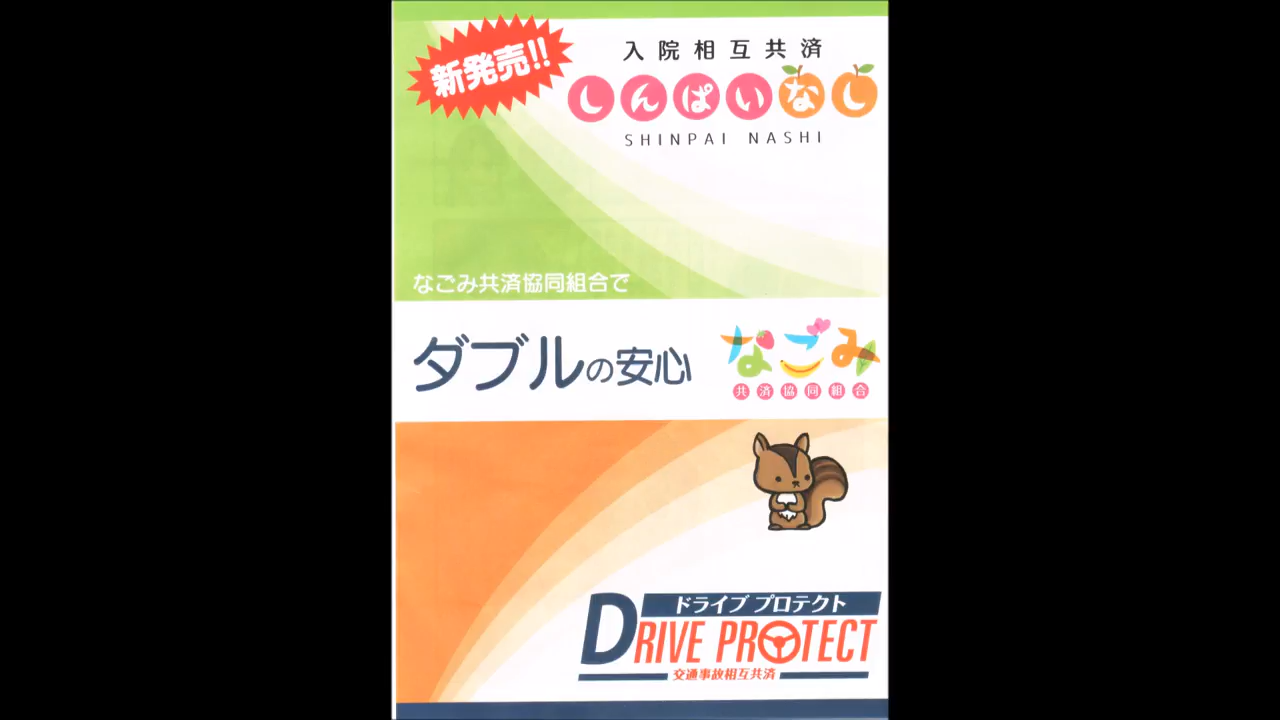 新発売!!
入院相互共済
しんぱいなし
SHINPAI NASHI
なごみ共済協同組合で
ダブルの安心
なごみ
共済協同組合
ドライブ プロテクト
DRIVE PROTECT
交通事故相互共済